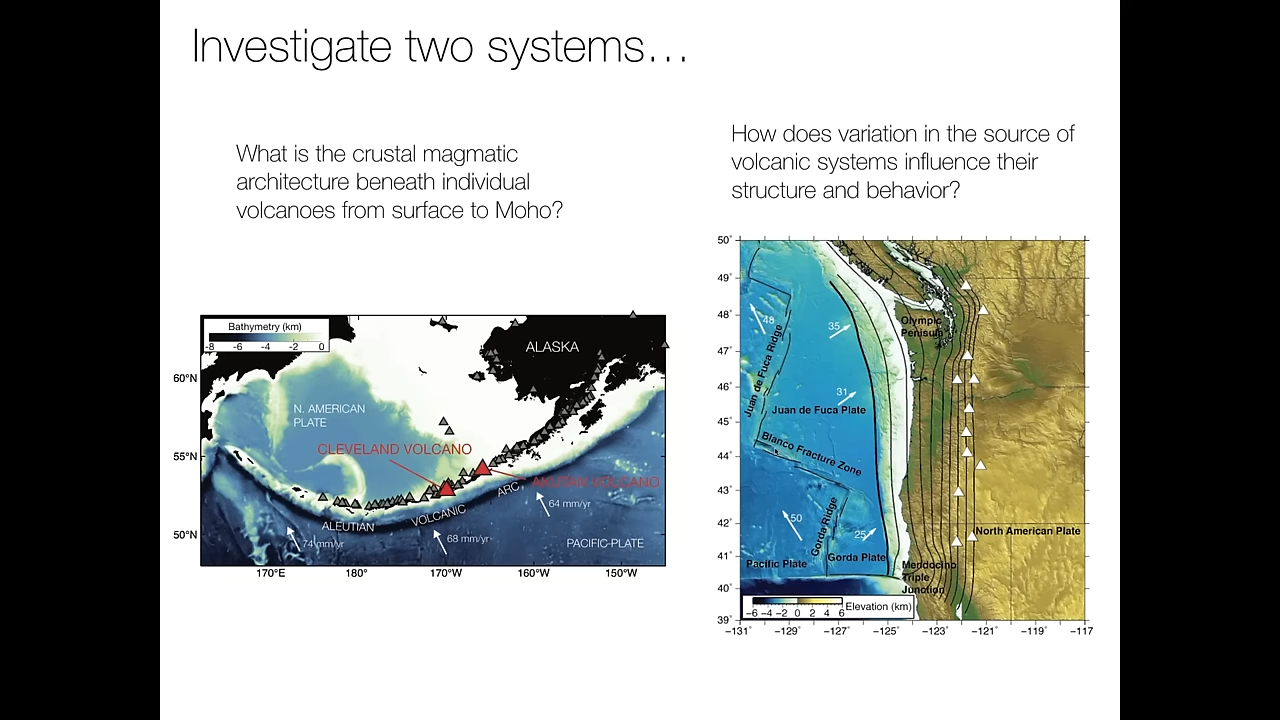 Investigate two systems…
What is the crustal magmatic
architecture beneath individual
volcanoes from surface to Moho?
Bathymetry (km)
-8 -6 -4 -2 0
ALASKA
60°N
N. AMERICAN
PLATE
CLEVELAND VOLCANO
55°N
AKUTAN VOLCANO
ARC
64 mm/yr
VOLCANIC
ALEUTIAN
74 mm/yr
68 mm/yr
50°N
PACIFIC PLATE
170°E 180° 170°W 160°W 150°W
How does variation in the source of
volcanic systems influence their
structure and behavior?
50°
49°
48°
47°
46°
45°
44°
43°
42°
41°
40°
39°
48
35
Olympic
Penisula
Juan de Fuca Ridge
31
Juan de Fuca Plate
Blanco Fracture Zone
50
Gorda Ridge
25
North American Plate
Pacific Plate
Gorda Plate
Mendocino
Triple
Junction
−6 −4 −2 0 2 4 6
Elevation (km)
−131° −129° −127° −125° −123° −121° −119° −117